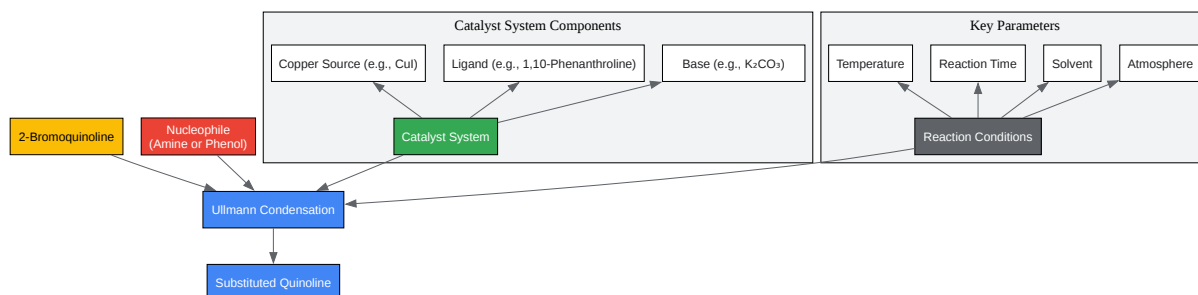 Catalyst System Components
Key Parameters
Copper Source (e.g., CuI)
Ligand (e.g., 1,10-Phenanthroline)
Base (e.g., K₂CO₃)
Temperature
Reaction Time
Solvent
Atmosphere
2-Bromoquinoline
Nucleophile
(Amine or Phenol)
Catalyst System
Reaction Conditions
Ullmann Condensation
Substituted Quinoline